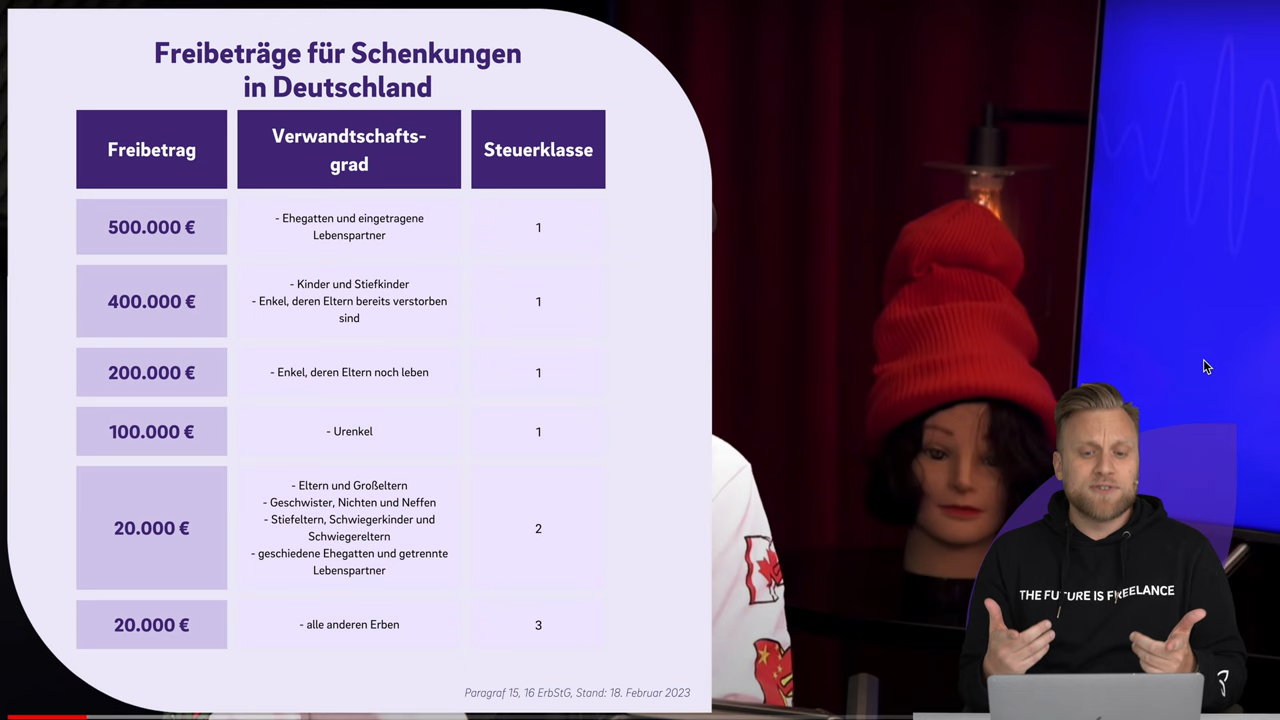 Freibeträge für Schenkungen
in Deutschland
Freibetrag
Verwandtschafts-
grad
Steuerklasse
500.000 €
- Ehegatten und eingetragene
Lebenspartner
1
400.000 €
- Kinder und Stiefkinder
- Enkel, deren Eltern bereits verstorben
sind
1
200.000 €
- Enkel, deren Eltern noch leben
1
100.000 €
- Urenkel
1
20.000 €
- Eltern und Großeltern
- Geschwister, Nichten und Neffen
- Stiefeltern, Schwiegerkinder und
Schwiegereltern
- geschiedene Ehegatten und getrennte
Lebenspartner
2
20.000 €
- alle anderen Erben
3
Paragraf 15, 16 ErbStG, Stand: 18. Februar 2023
THE FUTURE IS FREELANCE